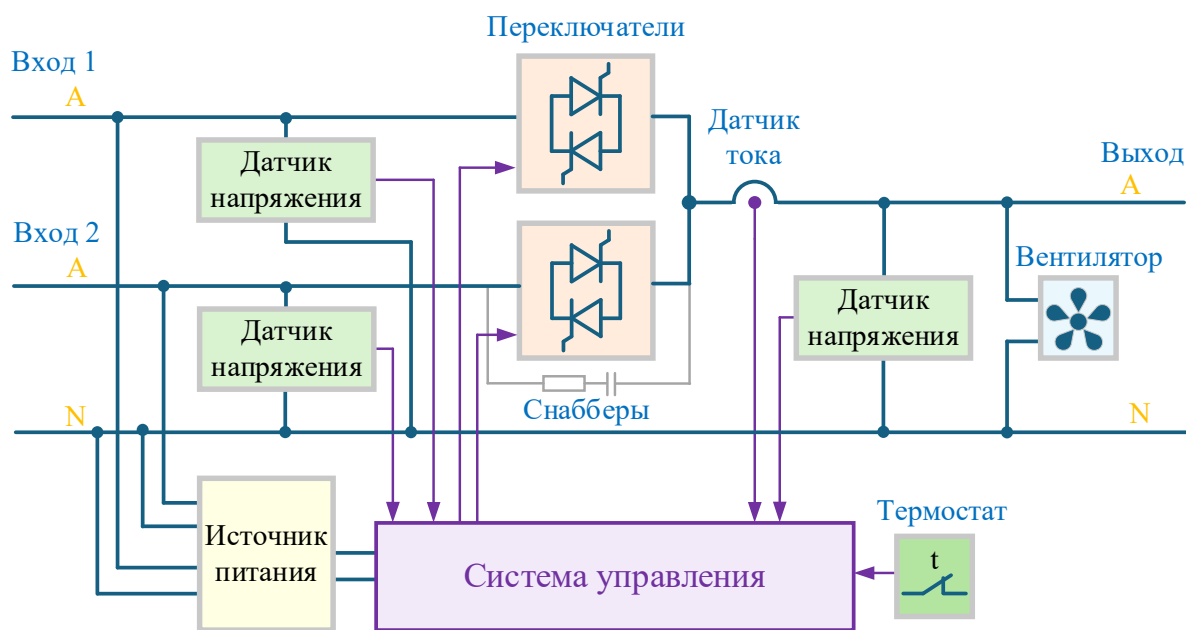 Переключатели
Вход 1
A
Датчик
тока
Датчик
напряжения
Выход
A
Вход 2
A
Вентилятор
Датчик
напряжения
Датчик
напряжения
Снабберы
N
N
Источник
питания
Система управления
Термостат
t